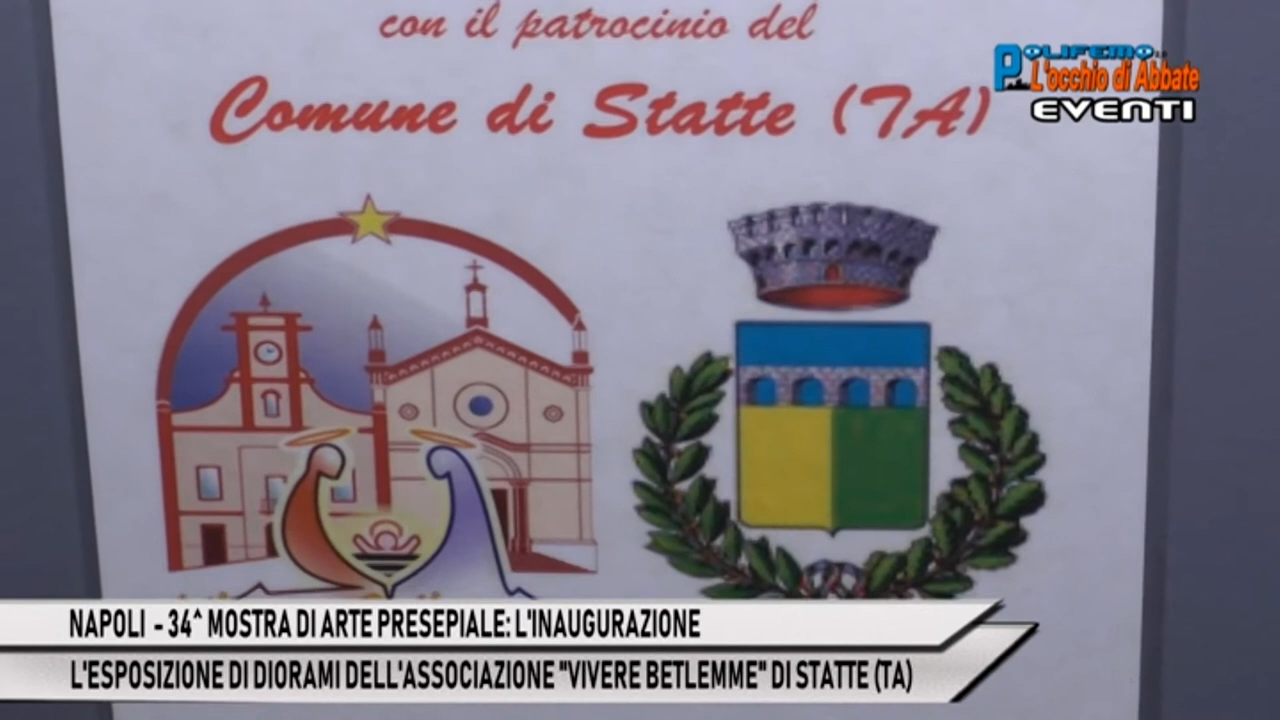 con il patrocinio del
Comune di Statte (TA)
POLIFEMO
L'occhio di Abbate
EVENTI
NAPOLI - 34^ MOSTRA DI ARTE PRESEPIALE: L'INAUGURAZIONE
L'ESPOSIZIONE DI DIORAMI DELL'ASSOCIAZIONE "VIVERE BETLEMME" DI STATTE (TA)